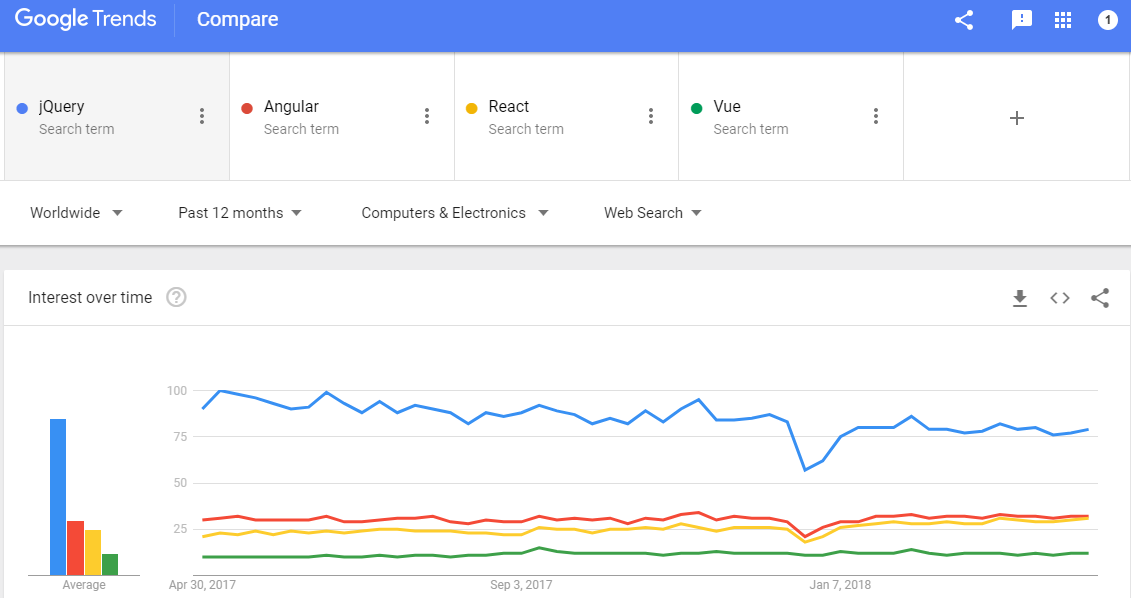 Google Trends Compare 1
jQuery Angular React Vue
Search term Search term Search term Search term
Worldwide Past 12 months Computers & Electronics Web Search
Interest over time ?
100
75
50
25
Average Apr 30, 2017 Sep 3, 2017 Jan 7, 2018